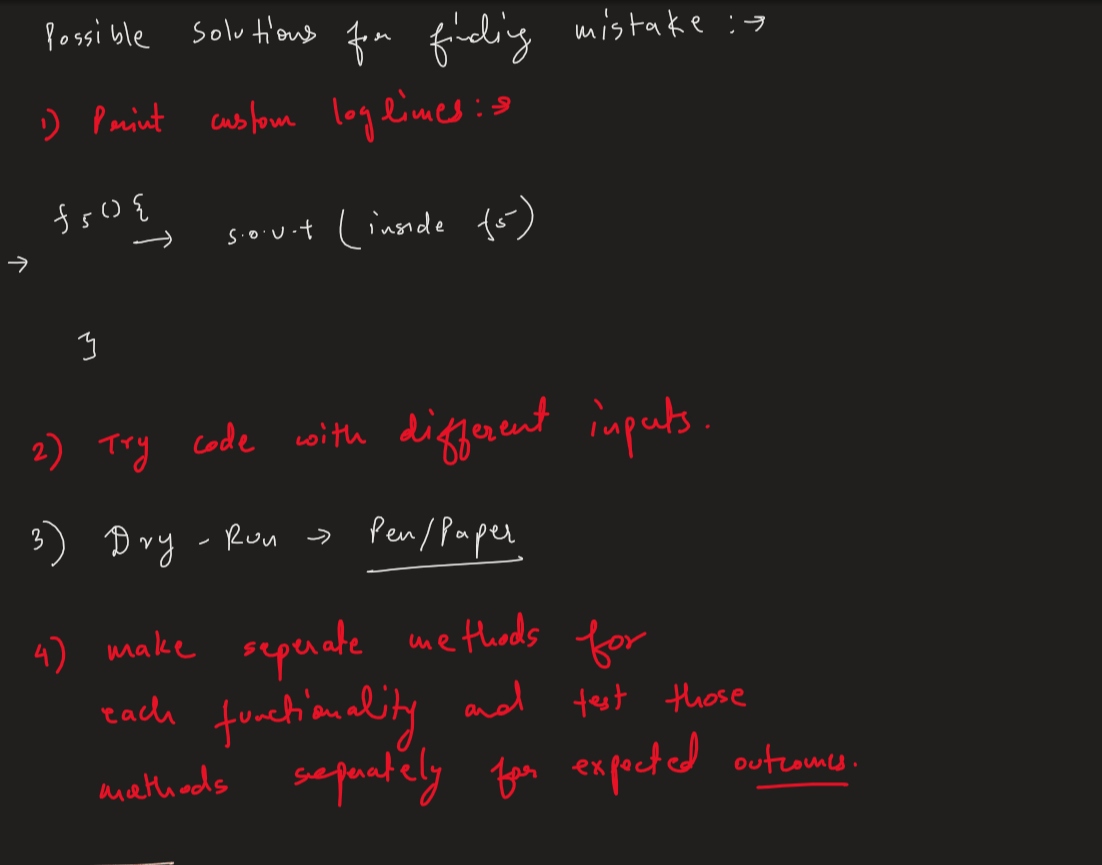 Possible solutions for finding mistake :→
1) Print custom log lines :→
f5() {
→ s.o.u.t (inside f5)
→
}
2) Try code with different inputs.
3) Dry - Run → Pen/Paper
4) make seperate methods for
each functionality and test those
methods seperately for expected outcomes.